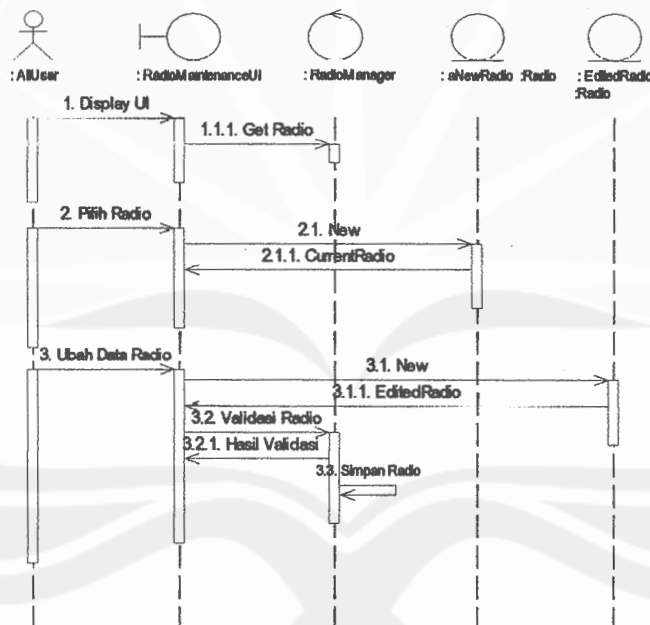 : AllUser
: RadioMaintenanceUI
: RadioManager
: aNewRadio :Radio
: EditedRadio
:Radio
1. Display UI
1.1.1. Get Radio
2. Pilih Radio
2.1. New
2.1.1. CurrentRadio
3. Ubah Data Radio
3.1. New
3.1.1. EditedRadio
3.2. Validasi Radio
3.2.1. Hasil Validasi
3.3. Simpan Radio